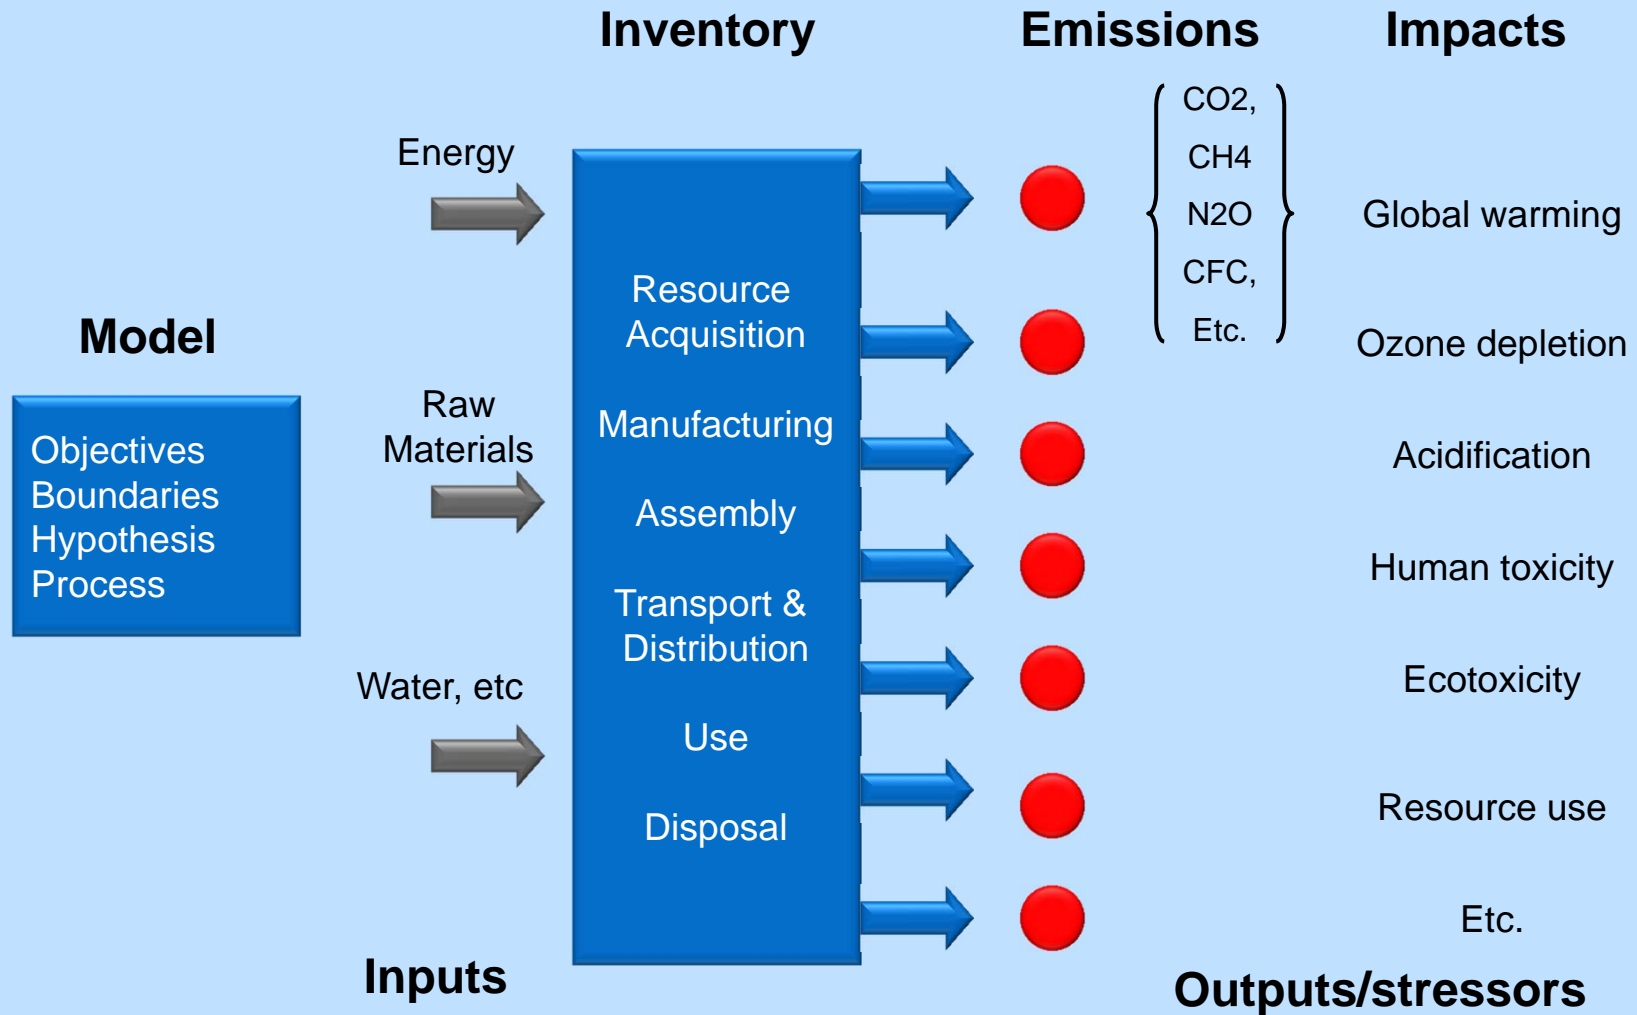 Inventory
Emissions
Impacts
Model
Objectives
Boundaries
Hypothesis
Process
Energy
Raw
Materials
Water, etc
Inputs
Resource
Acquisition
Manufacturing
Assembly
Transport &
Distribution
Use
Disposal
CO2,
CH4
N2O
CFC,
Etc.
Global warming
Ozone depletion
Acidification
Human toxicity
Ecotoxicity
Resource use
Etc.
Outputs/stressors